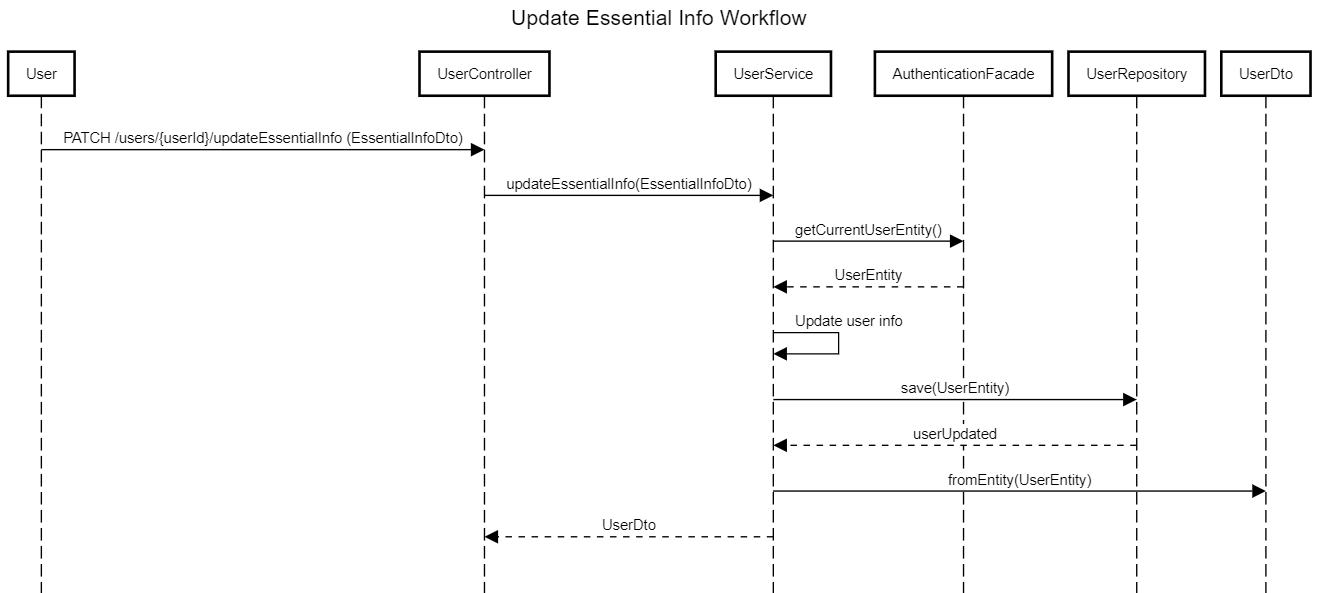 Update Essential Info Workflow
User
UserController
UserService
AuthenticationFacade
UserRepository
UserDto
PATCH /users/{userId}/updateEssentialInfo (EssentialInfoDto)
updateEssentialInfo(EssentialInfoDto)
getCurrentUserEntity()
UserEntity
Update user info
save(UserEntity)
userUpdated
fromEntity(UserEntity)
UserDto